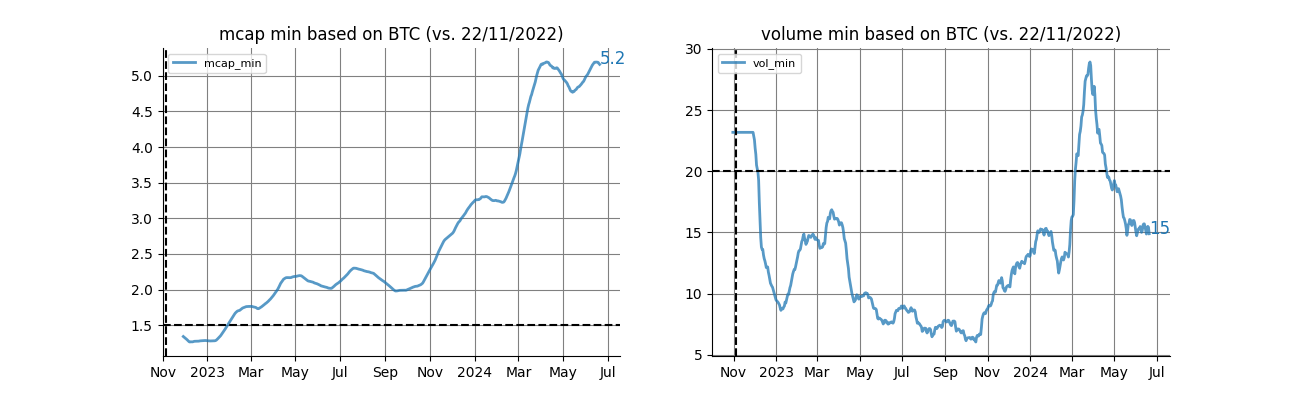 mcap min based on BTC (vs. 22/11/2022)
mcap_min
5.2
5.0
4.5
4.0
3.5
3.0
2.5
2.0
1.5
Nov 2023 Mar May Jul Sep Nov 2024 Mar May Jul
volume min based on BTC (vs. 22/11/2022)
30
vol_min
25
20
15
15
10
5
Nov 2023 Mar May Jul Sep Nov 2024 Mar May Jul